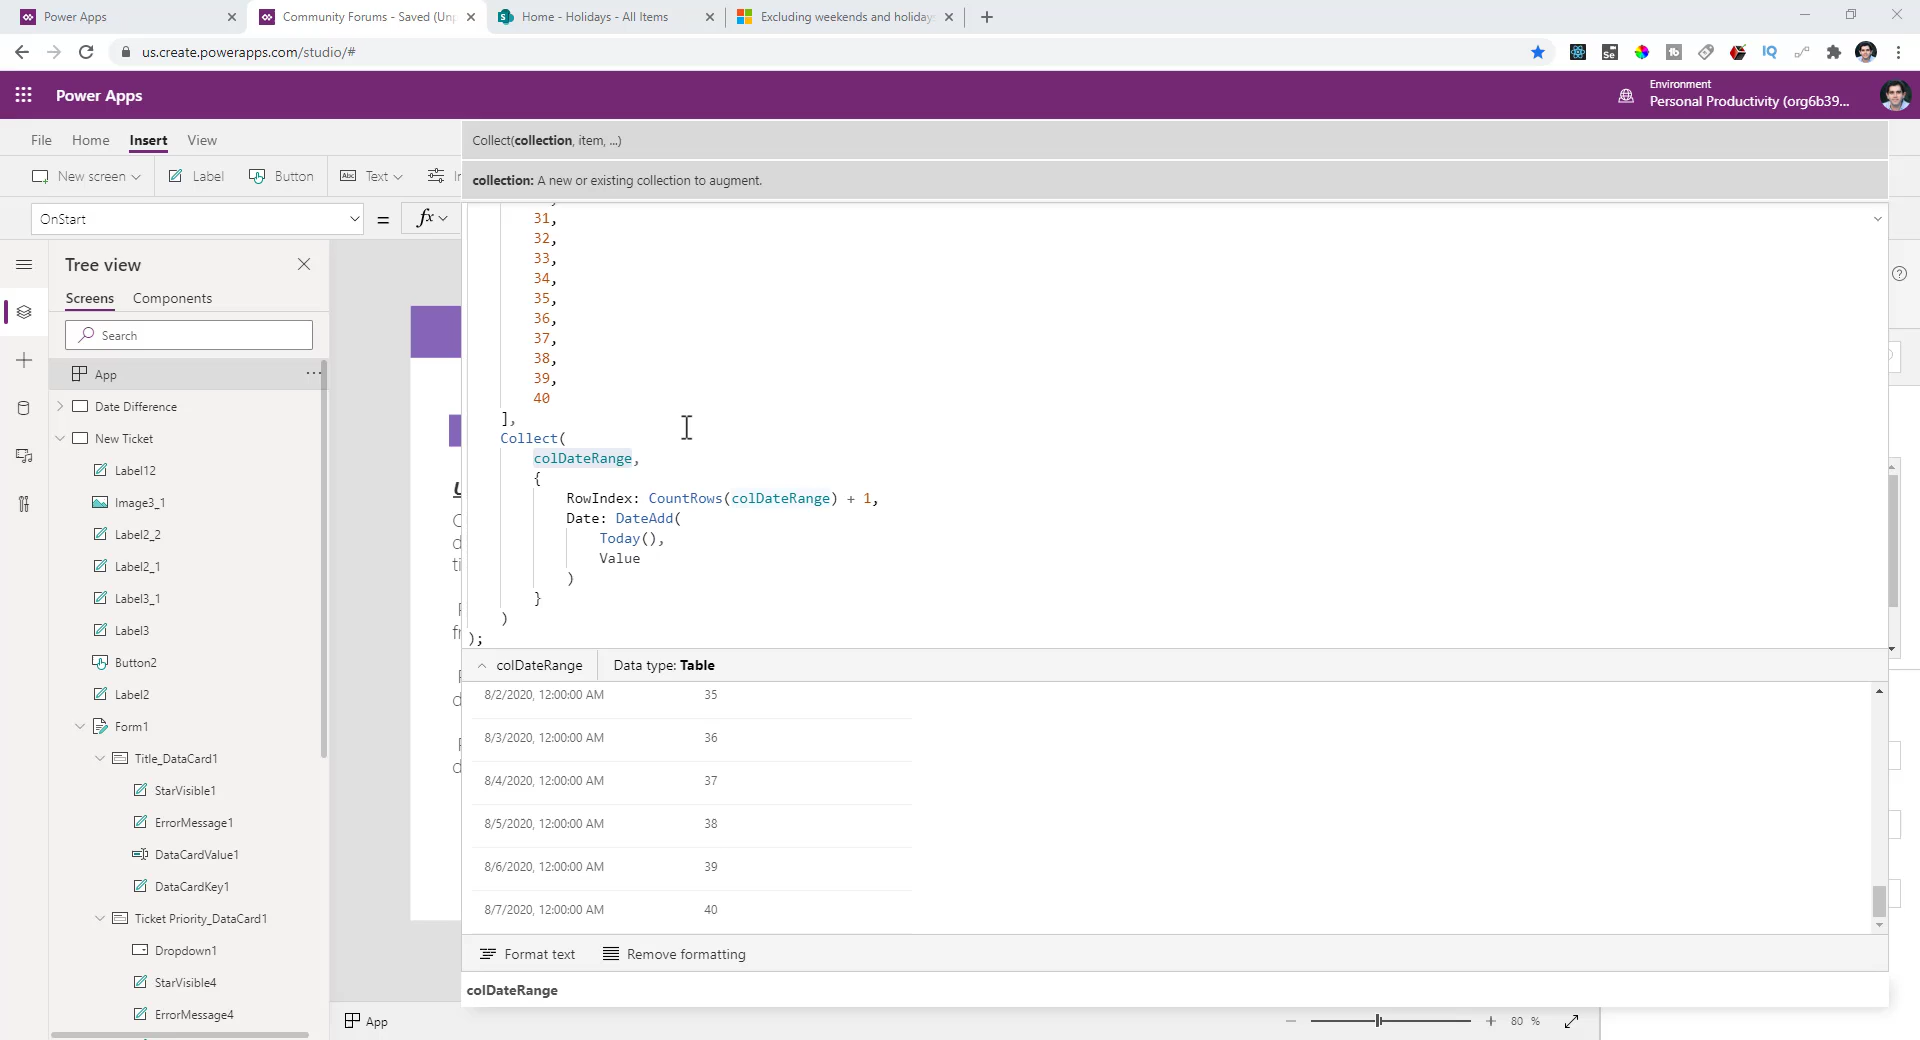 Power Apps
Community Forums - Saved (Unp
Home - Holidays - All Items
Excluding weekends and holiday
us.create.powerapps.com/studio/#
Power Apps
Environment
Personal Productivity (org6b39...
File Home Insert View
Collect(collection, item, ...)
New screen Label Button Text
collection: A new or existing collection to augment.
OnStart = fx
Tree view
Screens Components
Search
App
Date Difference
New Ticket
Label12
Image3_1
Label2_2
Label2_1
Label3_1
Label3
Button2
Label2
Form1
Title_DataCard1
StarVisible1
ErrorMessage1
DataCardValue1
DataCardKey1
Ticket Priority_DataCard1
Dropdown1
StarVisible4
ErrorMessage4
31,
32,
33,
34,
35,
36,
37,
38,
39,
40
],
Collect(
colDateRange,
{
RowIndex: CountRows(colDateRange) + 1,
Date: DateAdd(
Today(),
Value
)
}
)
);
colDateRange Data type: Table
8/2/2020, 12:00:00 AM 35
8/3/2020, 12:00:00 AM 36
8/4/2020, 12:00:00 AM 37
8/5/2020, 12:00:00 AM 38
8/6/2020, 12:00:00 AM 39
8/7/2020, 12:00:00 AM 40
Format text Remove formatting
colDateRange
App
80 %